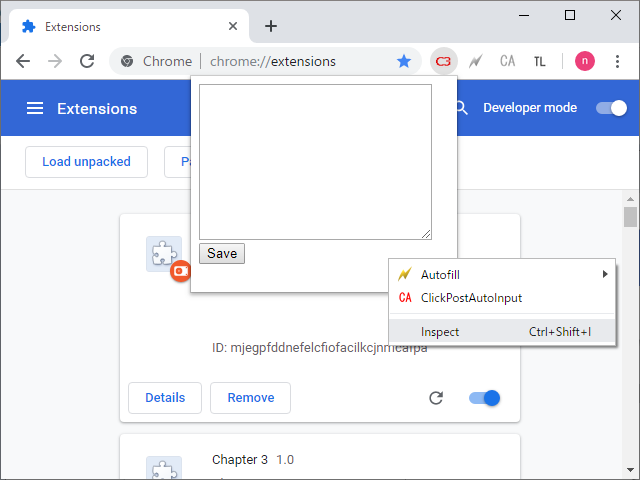 Extensions
Chrome
chrome://extensions
C3
CA
TL
n
Extensions
Developer mode
Load unpacked
Pa
Save
Autofill
CA ClickPostAutoInput
Inspect Ctrl+Shift+I
ID: mjegpfddnefelcfiofacilkcjnmcafpa
Details
Remove
Chapter 3 1.0